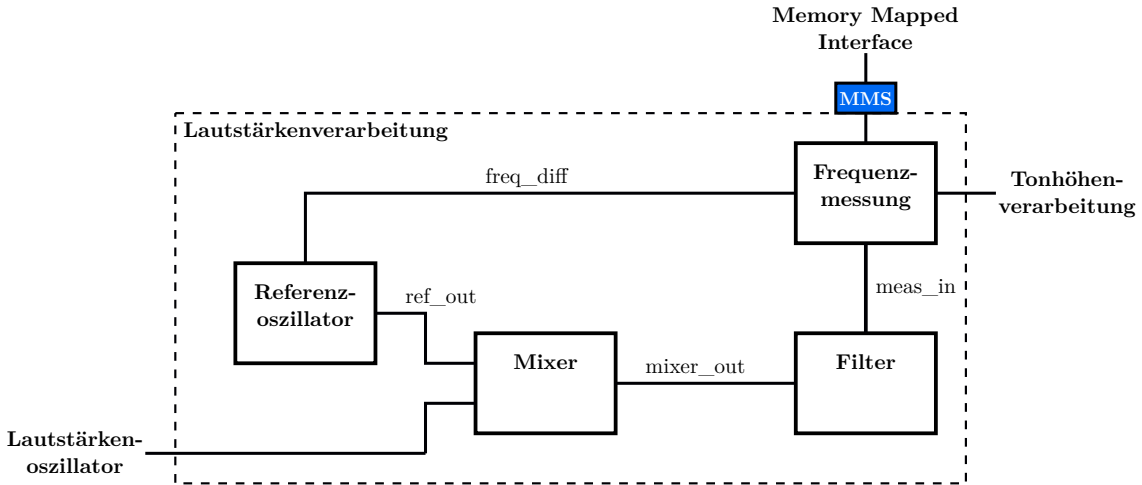 Memory Mapped
Interface
MMS
Lautstärkenverarbeitung
Frequenz-
messung
freq_diff
Tonhöhen-
verarbeitung
Referenz-
oszillator
ref_out
meas_in
Mixer
mixer_out
Filter
Lautstärken-
oszillator